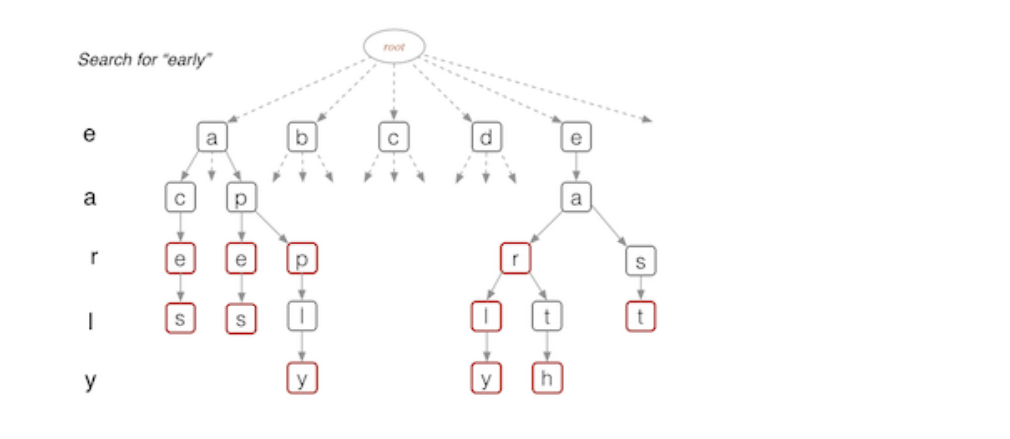 root
Search for “early”
e a b c d e
a c p a
r e e p r s
l s s l l t t
y y y h